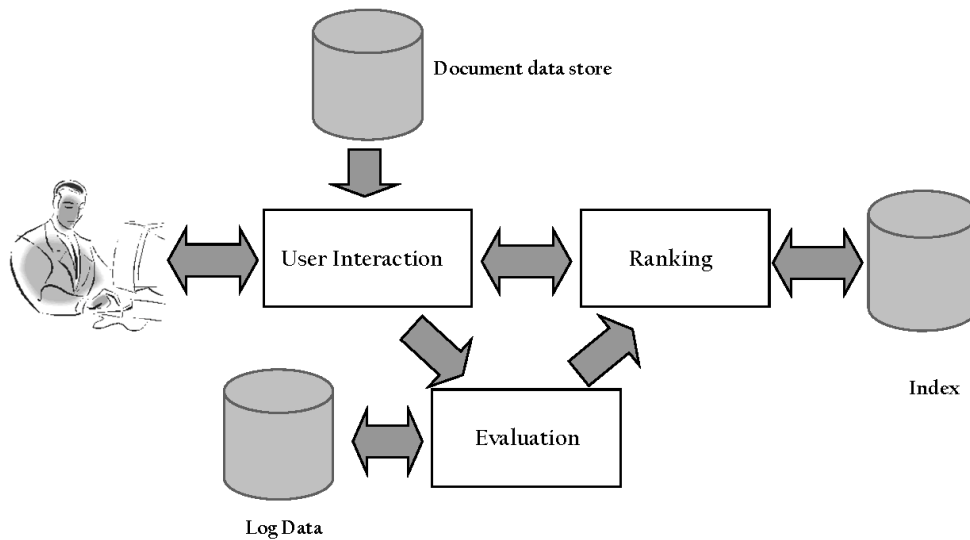 Document data store
User Interaction
Ranking
Index
Evaluation
Log Data